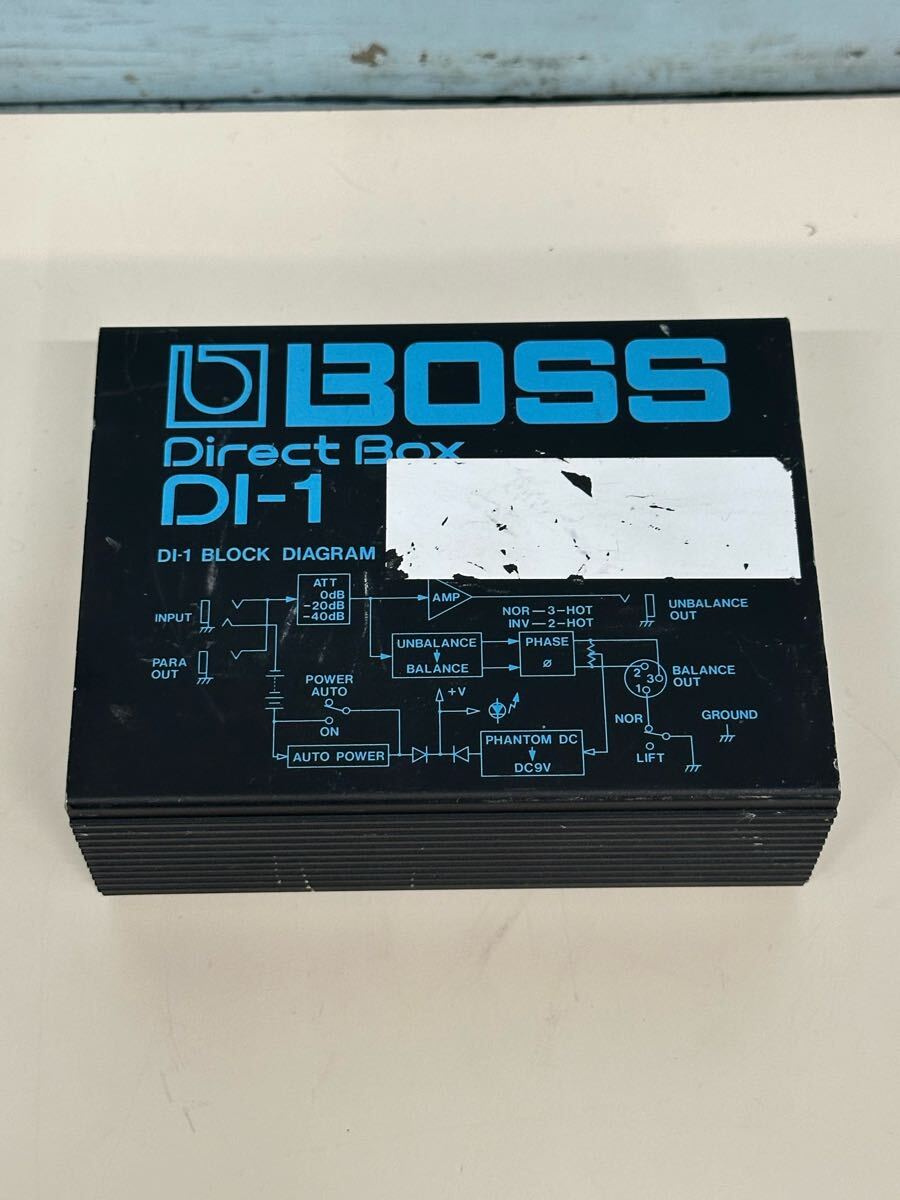 BOSS
Direct Box
DI-1
DI-1 BLOCK DIAGRAM
ATT
0dB
-20dB
-40dB
AMP
INPUT
PARA
OUT
NOR—3-HOT
INV—2-HOT
UNBALANCE
OUT
UNBALANCE
BALANCE
PHASE
ø
2
3
1
BALANCE
OUT
POWER
AUTO
ON
+V
AUTO POWER
PHANTOM DC
DC9V
NOR
LIFT
GROUND